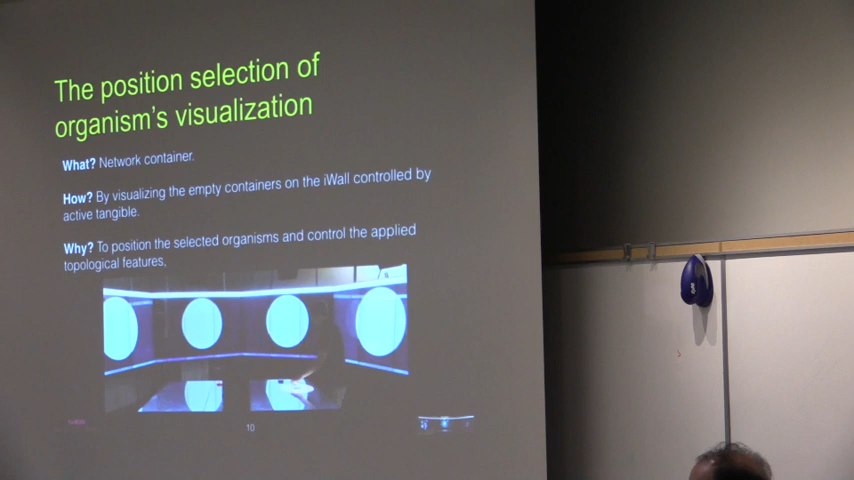 The position selection of
organism's visualization
What? Network container.
How? By visualizing the empty containers on the iWall controlled by
active tangible.
Why? To position the selected organisms and control the applied
topological features.
10